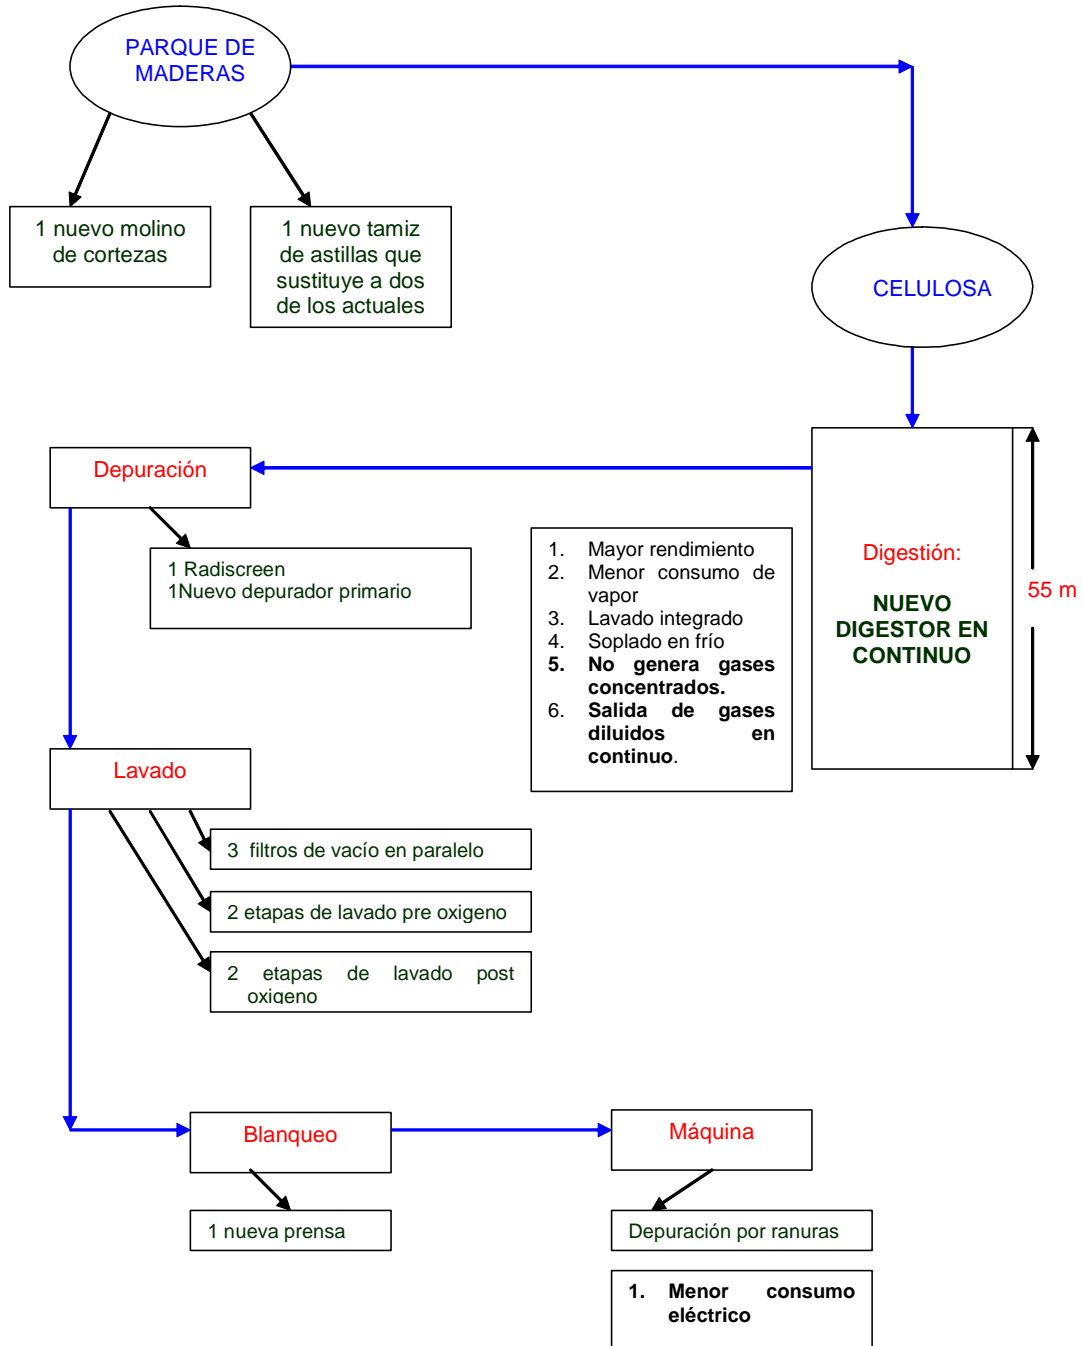 PARQUE DE
MADERAS
1 nuevo molino
de cortezas
1 nuevo tamiz
de astillas que
sustituye a dos
de los actuales
CELULOSA
Depuración
1 Radiscreen
1Nuevo depurador primario
1. Mayor rendimiento
2. Menor consumo de
vapor
3. Lavado integrado
4. Soplado en frío
5. No genera gases
concentrados.
6. Salida de gases
diluidos en
continuo.
Digestión:
NUEVO
DIGESTOR EN
CONTINUO
55 m
Lavado
3 filtros de vacío en paralelo
2 etapas de lavado pre oxigeno
2 etapas de lavado post
oxigeno
Blanqueo
1 nueva prensa
Máquina
Depuración por ranuras
1. Menor consumo
eléctrico